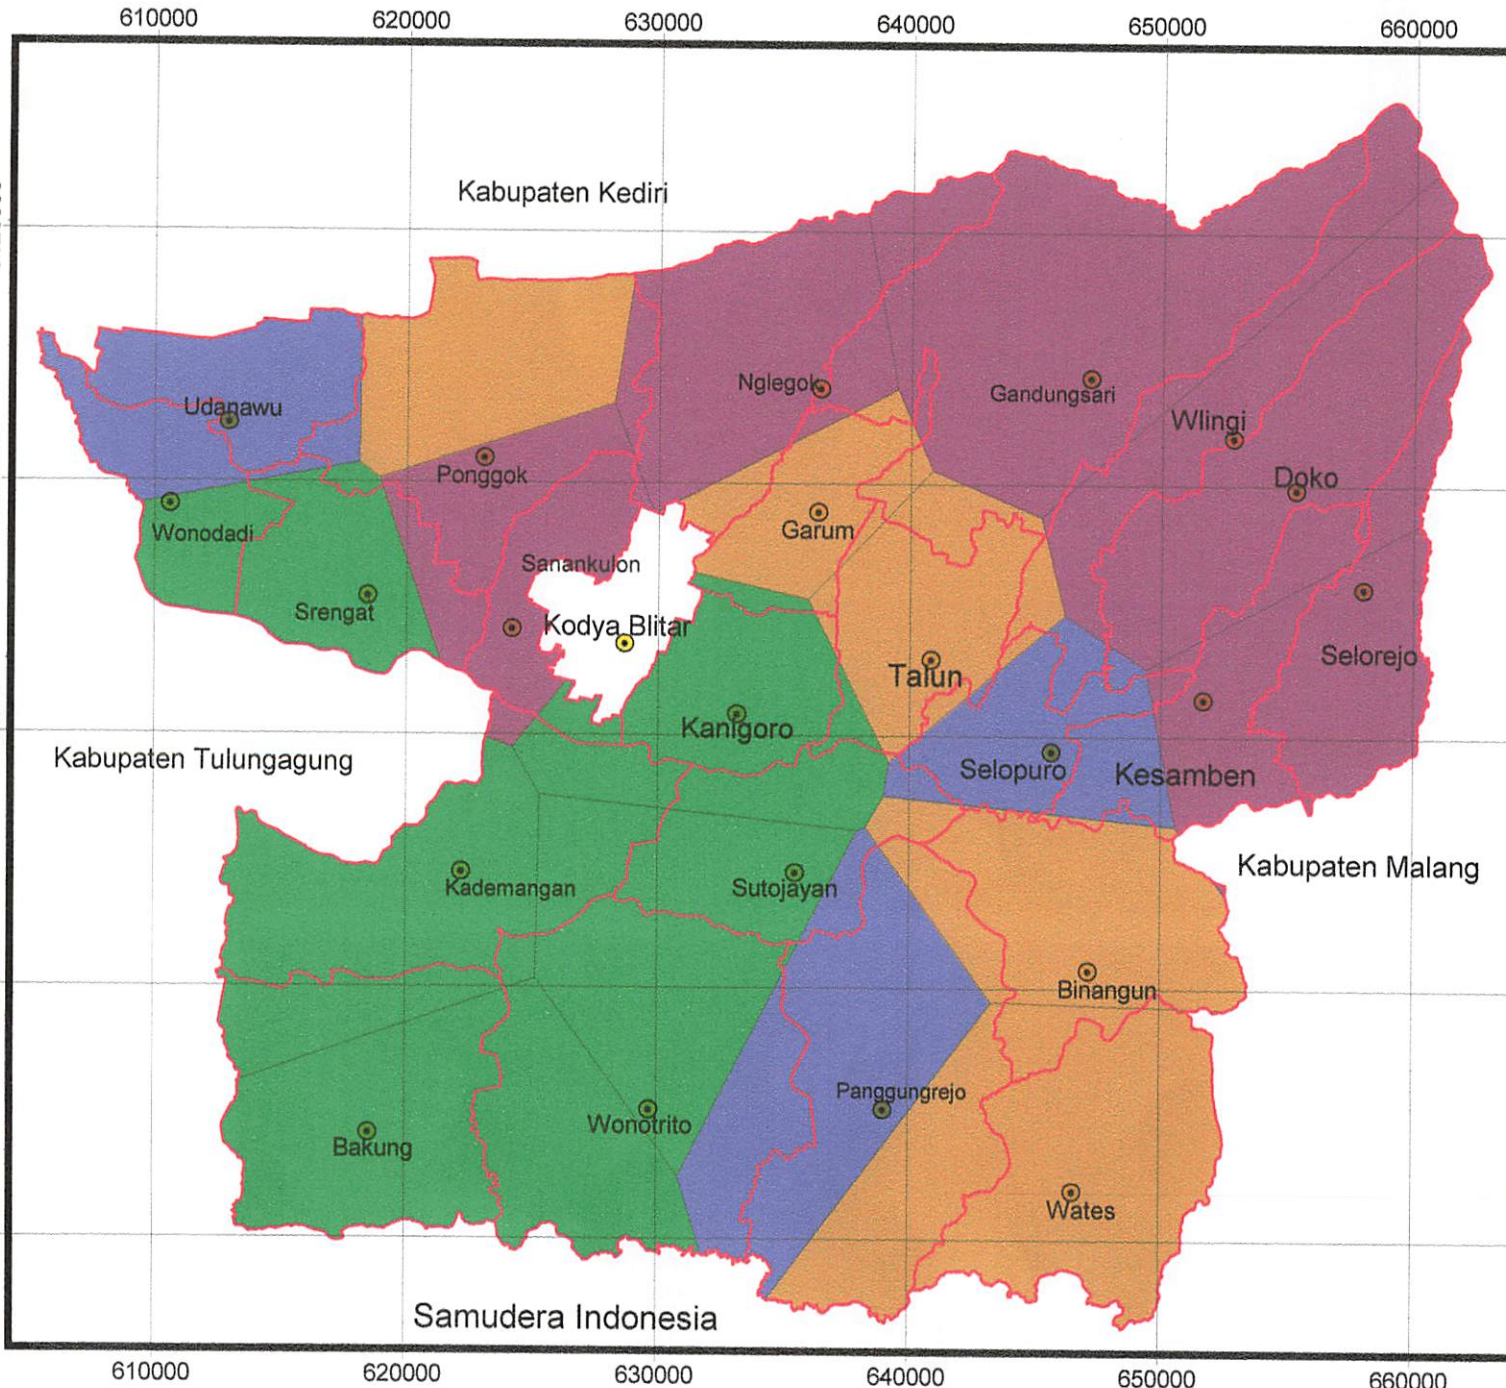 610000 620000 630000 640000 650000 660000
Kabupaten Kediri
Nglegok
Gandungsari
Udanawu
Wlingi
Ponggok
Doko
Wonodadi
Garum
Sanankulon
Srengat
Kodya Blitar
Selorejo
Talun
Kanigoro
Kabupaten Tulungagung
Selopuro
Kesamben
Kabupaten Malang
Kademangan
Sutojayan
Binangun
Panggungrejo
Wonotrito
Bakung
Wates
Samudera Indonesia
610000 620000 630000 640000 650000 660000